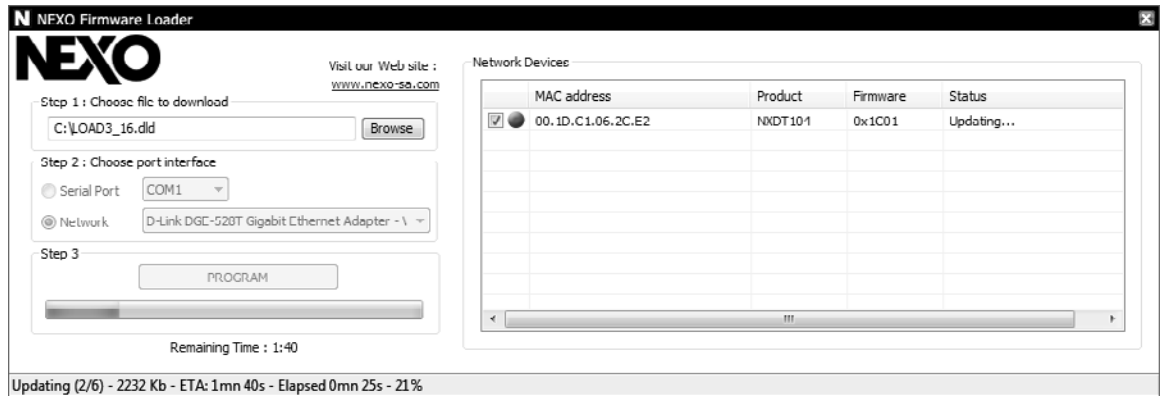 N NEXO Firmware Loader
NEXO
Visit our Web site :
www.nexo-sa.com
Step 1 : Choose file to download
C:\LOAD3_16.dld
Browse
Step 2 : Choose port interface
Serial Port
COM1
Network
D-Link DGE-528T Gigabit Ethernet Adapter - \
Step 3
PROGRAM
Remaining Time : 1:40
Network Devices
MAC address Product Firmware Status
00.1D.C1.06.2C.E2 NXDT104 0x1C01 Updating...
Updating (2/6) - 2232 Kb - ETA: 1mn 40s - Elapsed 0mn 25s - 21%